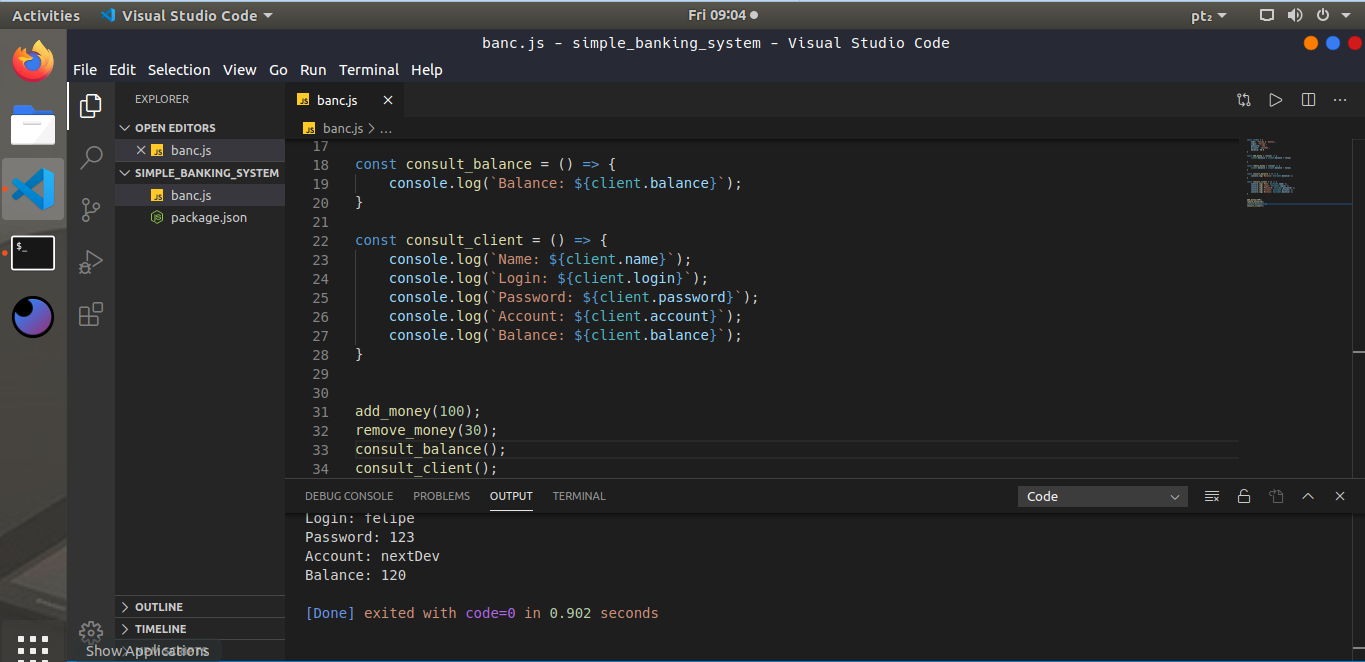 Activities Visual Studio Code Fri 09:04 pt₂
banc.js - simple_banking_system - Visual Studio Code
File Edit Selection View Go Run Terminal Help
EXPLORER
OPEN EDITORS
JS banc.js
SIMPLE_BANKING_SYSTEM
JS banc.js
package.json
OUTLINE
TIMELINE
Show Applications
JS banc.js
JS banc.js > ...
17
18 const consult_balance = () => {
19     console.log(`Balance: ${client.balance}`);
20 }
21
22 const consult_client = () => {
23     console.log(`Name: ${client.name}`);
24     console.log(`Login: ${client.login}`);
25     console.log(`Password: ${client.password}`);
26     console.log(`Account: ${client.account}`);
27     console.log(`Balance: ${client.balance}`);
28 }
29
30
31 add_money(100);
32 remove_money(30);
33 consult_balance();
34 consult_client();
DEBUG CONSOLE PROBLEMS OUTPUT TERMINAL Code
Login: felipe
Password: 123
Account: nextDev
Balance: 120
[Done] exited with code=0 in 0.902 seconds